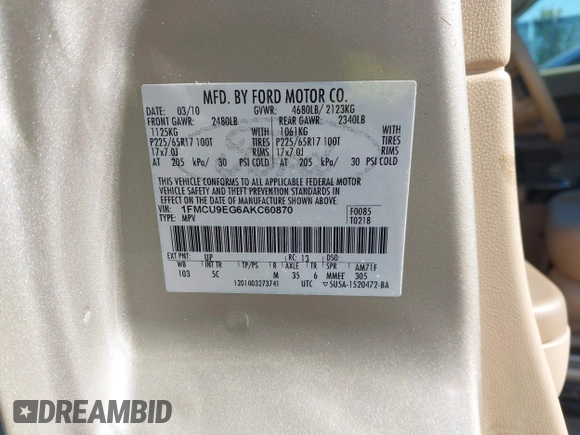 MFD. BY FORD MOTOR CO.
DATE: 03/10 GVWR: 4680LB/ 2123KG
FRONT GAWR: 2480LB REAR GAWR: 2340LB
1125KG WITH 1061KG WITH
P225/65R17 100T TIRES P225/65R17 100T TIRES
17x7.0J RIMS 17x7.0J RIMS
AT 205 kPa/ 30 PSI COLD AT 205 kPa/ 30 PSI COLD
THIS VEHICLE CONFORMS TO ALL APPLICABLE FEDERAL MOTOR
VEHICLE SAFETY AND THEFT PREVENTION STANDARDS IN
EFFECT ON THE DATE OF MANUFACTURE SHOWN ABOVE.
VIN: 1FMCU9EG6AKC60870 F0085
TYPE: MPV T0218
EXT PNT: UP RC: 13 DSO:
WB INT TR TP/PS R AXLE TR SPR AM71F
103 5C M 35 6 MMEE 305
1201003273741 UTC ▽5U5A-1520472-BA
DREAMBID